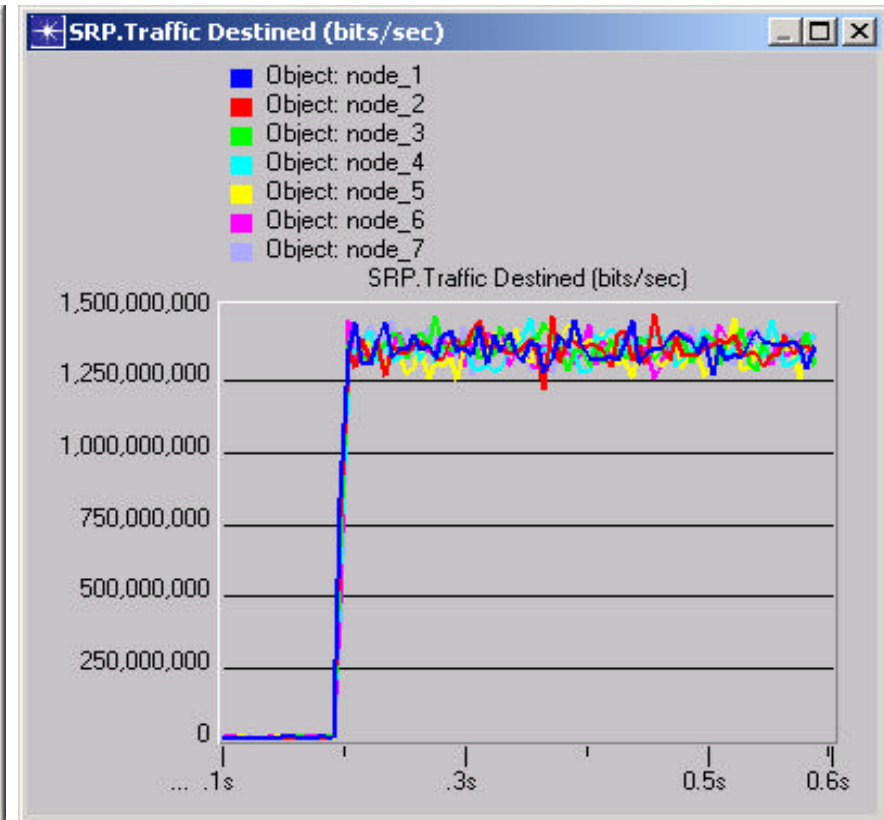 SRP.Traffic Destined (bits/sec)
Object: node_1
Object: node_2
Object: node_3
Object: node_4
Object: node_5
Object: node_6
Object: node_7
SRP.Traffic Destined (bits/sec)
1,500,000,000
1,250,000,000
1,000,000,000
750,000,000
500,000,000
250,000,000
0
... .1s .3s 0.5s 0.6s